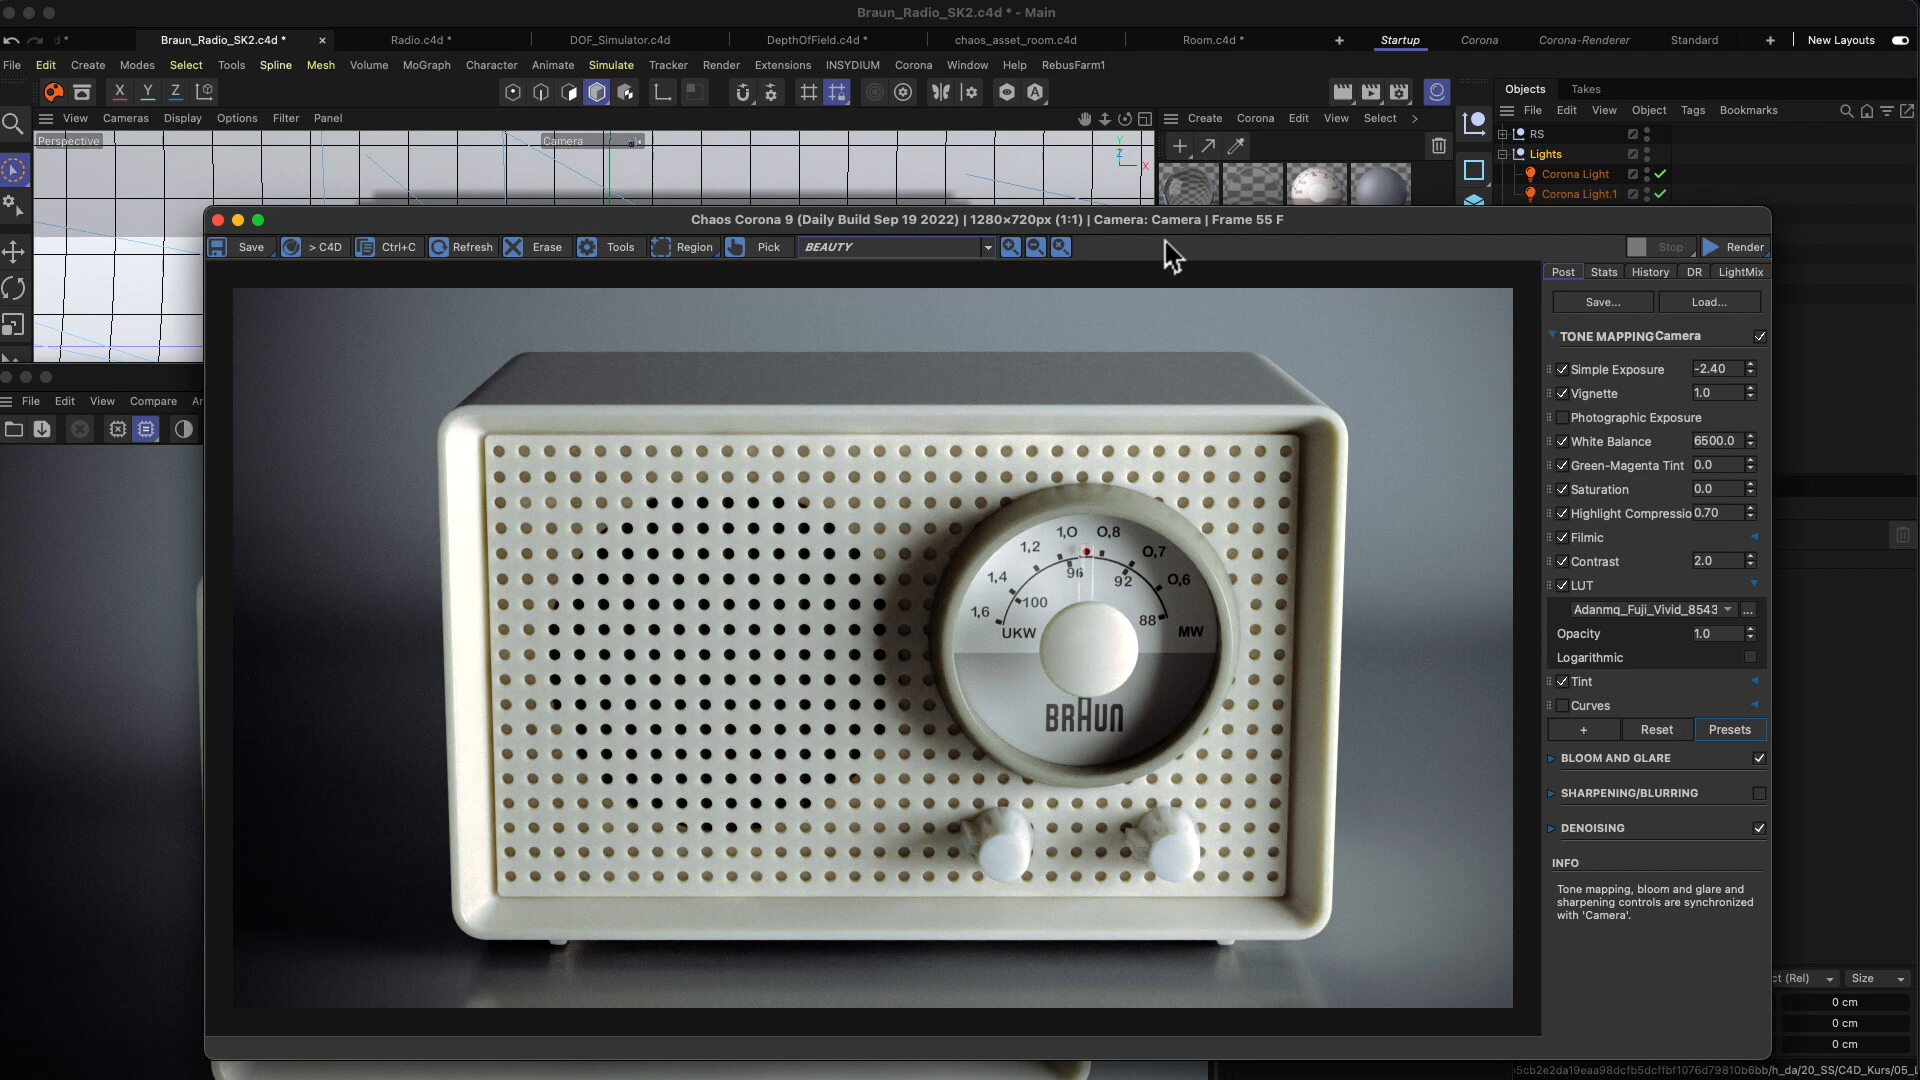 Braun_Radio_SK2.c4d * - Main
Braun_Radio_SK2.c4d * Radio.c4d * DOF_Simulator.c4d DepthOfField.c4d * chaos_asset_room.c4d Room.c4d * + Startup Corona Corona-Renderer Standard + New Layouts
File Edit Create Modes Select Tools Spline Mesh Volume MoGraph Character Animate Simulate Tracker Render Extensions INSYDIUM Corona Window Help RebusFarm1
X Y Z
Objects Takes
View Cameras Display Options Filter Panel
Create Corona Edit View Select
File Edit View Object Tags Bookmarks
Perspective
Camera
Y
Z
X
RS
Lights
Corona Light
Corona Light.1
Chaos Corona 9 (Daily Build Sep 19 2022) | 1280×720px (1:1) | Camera: Camera | Frame 55 F
Save > C4D Ctrl+C Refresh Erase Tools Region Pick BEAUTY Stop Render
Post Stats History DR LightMix
Save... Load...
TONE MAPPING Camera
Simple Exposure -2.40
Vignette 1.0
Photographic Exposure
White Balance 6500.0
Green-Magenta Tint 0.0
Saturation 0.0
Highlight Compressio 0.70
Filmic
Contrast 2.0
LUT
Adanmq_Fuji_Vivid_8543 ...
Opacity 1.0
Logarithmic
Tint
Curves
+ Reset Presets
BLOOM AND GLARE
SHARPENING/BLURRING
DENOISING
INFO
Tone mapping, bloom and glare and
sharpening controls are synchronized
with 'Camera'.
File Edit View Compare
1,6 1,4 1,2 1,0 0,8 0,7 0,6
100 96 92 88
UKW MW
BRAUN
ct (Rel) Size
0 cm
0 cm
0 cm